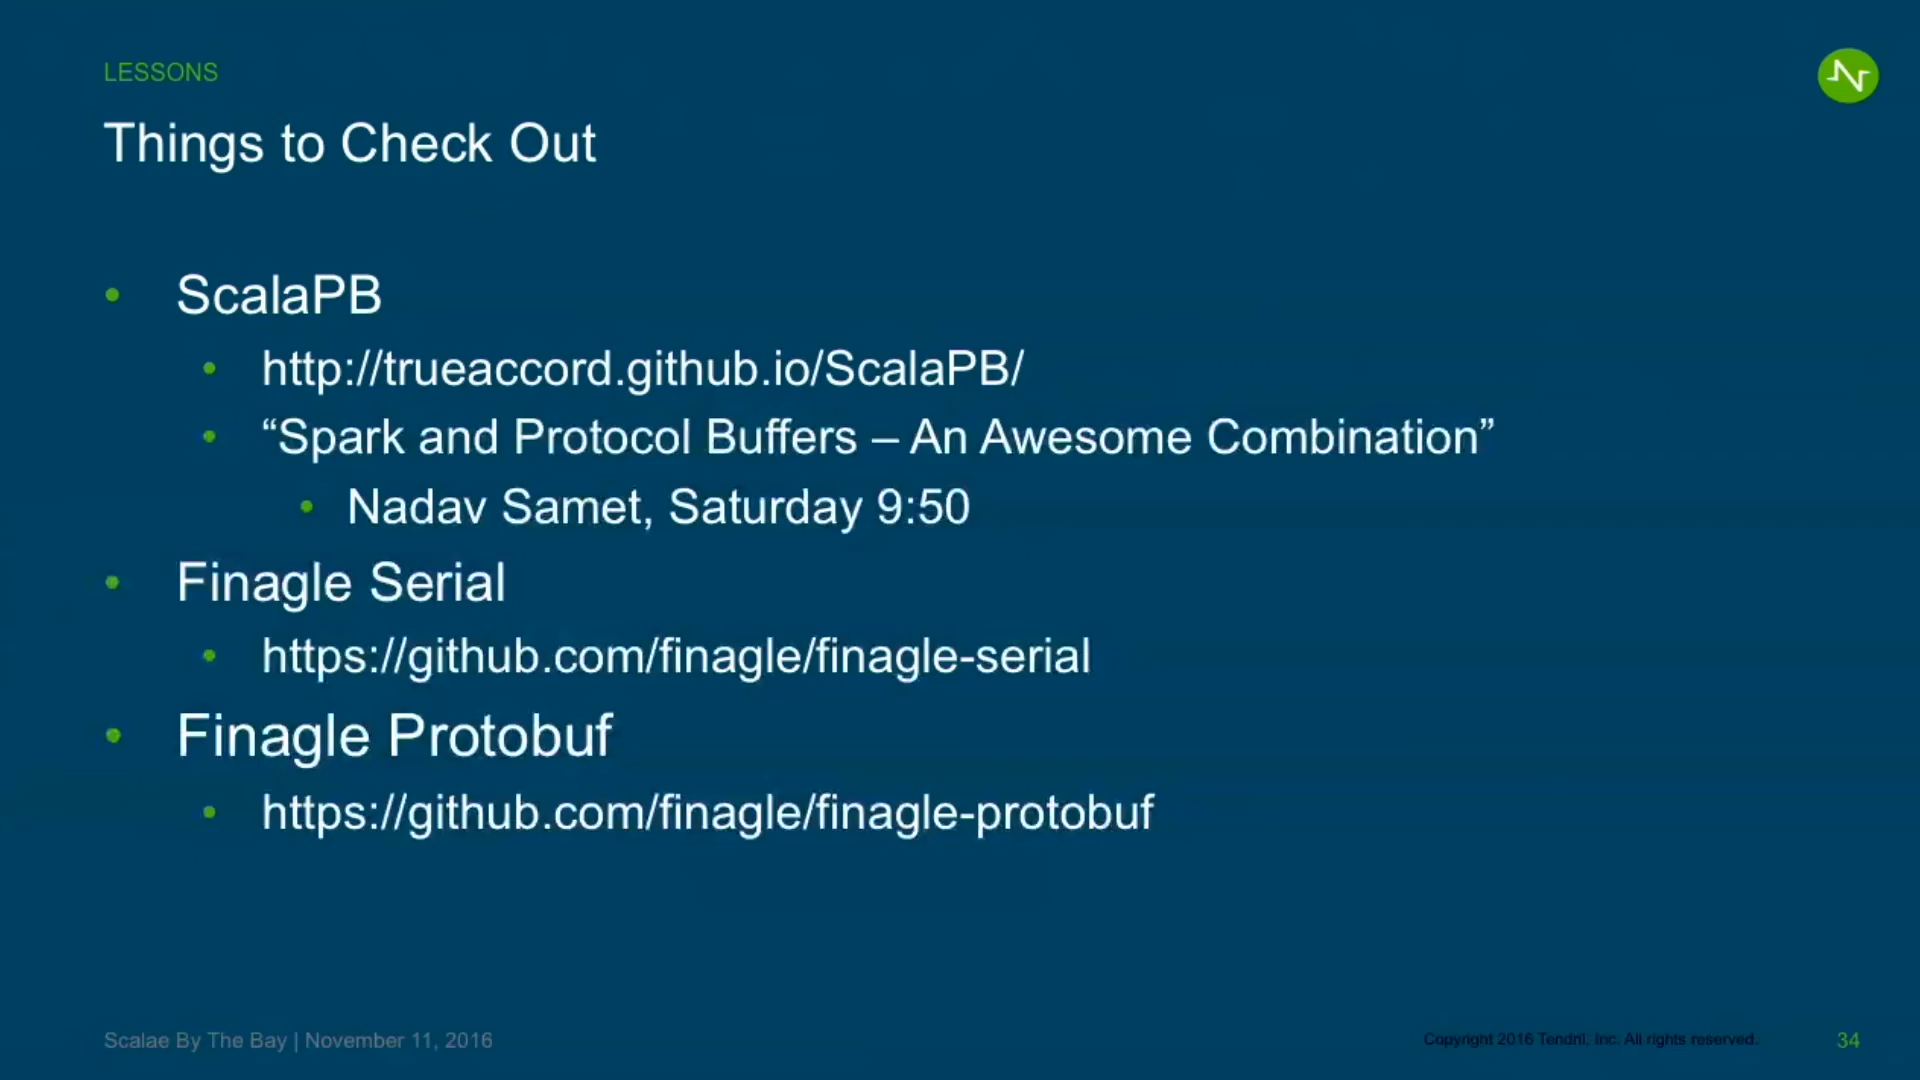 LESSONS
Things to Check Out
• ScalaPB
• http://trueaccord.github.io/ScalaPB/
• “Spark and Protocol Buffers – An Awesome Combination”
• Nadav Samet, Saturday 9:50
• Finagle Serial
• https://github.com/finagle/finagle-serial
• Finagle Protobuf
• https://github.com/finagle/finagle-protobuf
Scalae By The Bay | November 11, 2016
Copyright 2016 Tendril, Inc. All rights reserved.
34